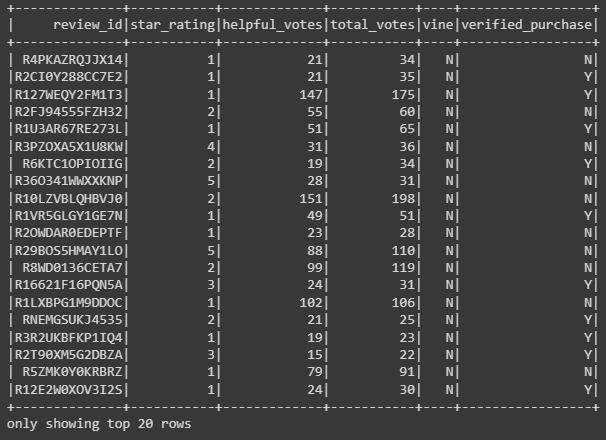 +--------------+-----------+-------------+-----------+----+-----------------+
|     review_id|star_rating|helpful_votes|total_votes|vine|verified_purchase|
+--------------+-----------+-------------+-----------+----+-----------------+
| R4PKAZRQJJX14|          1|           21|         34|   N|                N|
|R2CI0Y288CC7E2|          1|           21|         35|   N|                Y|
|R127WEQY2FM1T3|          1|          147|        175|   N|                Y|
|R2FJ94555FZH32|          2|           55|         60|   N|                N|
|R1U3AR67RE273L|          1|           51|         65|   N|                Y|
|R3PZOXA5X1U8KW|          4|           31|         36|   N|                N|
| R6KTC1OPIOIIG|          2|           19|         34|   N|                Y|
|R36O341WWXXKNP|          5|           28|         31|   N|                N|
|R10LZVBLQHBVJ0|          2|          151|        198|   N|                N|
|R1VR5GLGY1GE7N|          1|           49|         51|   N|                Y|
|R2OWDAR0EDEPTF|          1|           23|         28|   N|                N|
|R29BOS5HMAY1LO|          5|           88|        110|   N|                N|
| R8WD0136CETA7|          2|           99|        119|   N|                N|
|R16621F16PQN5A|          3|           24|         31|   N|                Y|
|R1LXBPG1M9DDOC|          1|          102|        106|   N|                N|
| RNEMGSUKJ4535|          2|           21|         25|   N|                Y|
|R3R2UKBFKP1IQ4|          1|           19|         23|   N|                Y|
|R2T90XM5G2DBZA|          3|           15|         22|   N|                Y|
| R5ZMK0Y0KRBRZ|          1|           79|         91|   N|                N|
|R12E2W0XOV3I2S|          1|           24|         30|   N|                Y|
+--------------+-----------+-------------+-----------+----+-----------------+
only showing top 20 rows